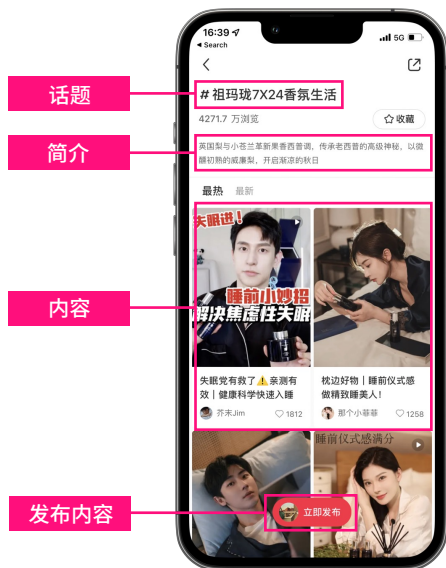 16:39
5G
Search
话题
#祖玛珑7X24香氛生活
4271.7 万浏览
收藏
简介
英国梨与小苍兰革新果香西普调，传承老西普的高级神秘，以微
醺初熟的威廉梨，开启渐凉的秋日
最热 最新
失眠进！
睡前小妙招
解决焦虑性失眠
内容
失眠党有救了⚠️亲测有
效｜健康科学快速入睡
芥末Jim
1812
枕边好物｜睡前仪式感
做精致睡美人！
那个小菲菲
1258
睡前仪式感满分
发布内容
立即发布